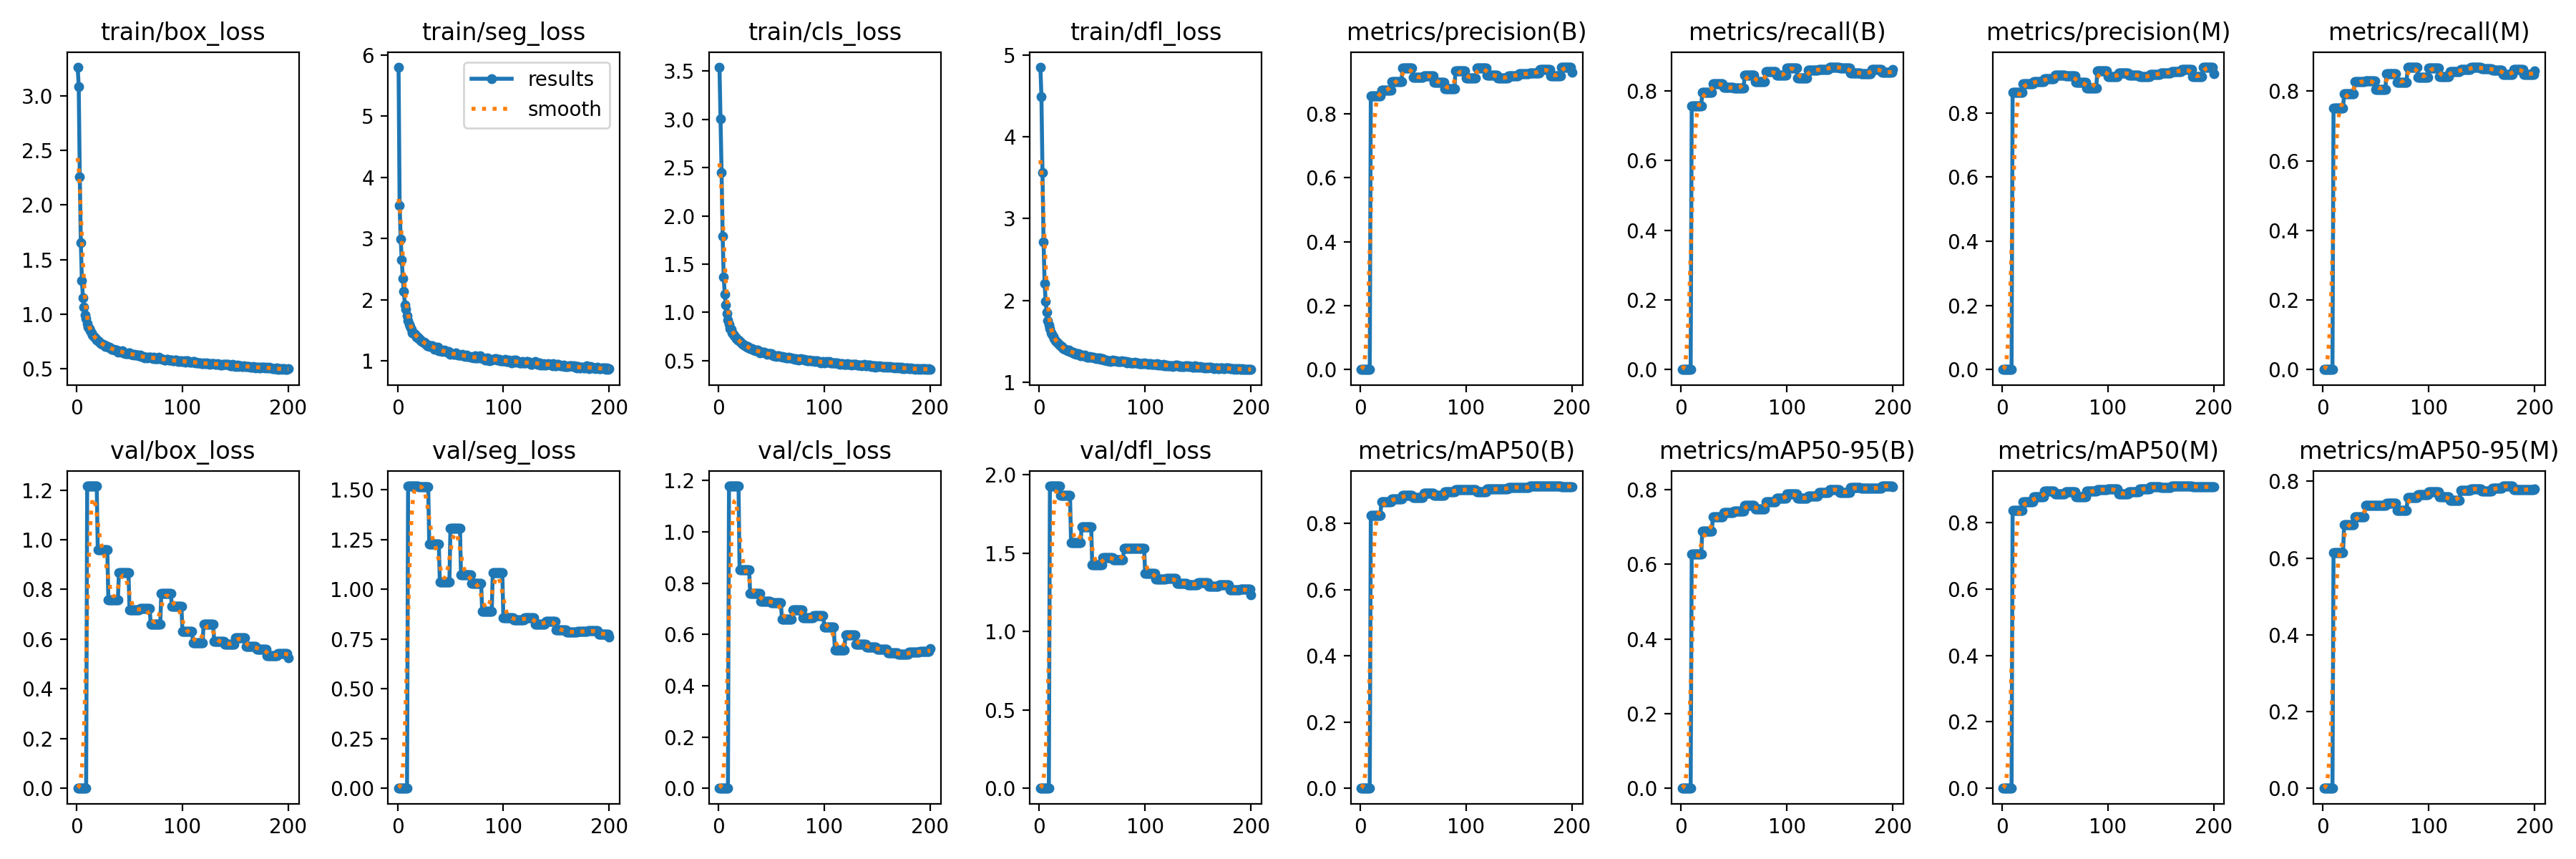 train/box_loss
train/seg_loss
train/cls_loss
train/dfl_loss
metrics/precision(B)
metrics/recall(B)
metrics/precision(M)
metrics/recall(M)
3.0
2.5
2.0
1.5
1.0
0.5
0 100 200
6
5
4
3
2
1
results
smooth
0 100 200
3.5
3.0
2.5
2.0
1.5
1.0
0.5
0 100 200
5
4
3
2
1
0 100 200
0.8
0.6
0.4
0.2
0.0
0 100 200
0.8
0.6
0.4
0.2
0.0
0 100 200
0.8
0.6
0.4
0.2
0.0
0 100 200
0.8
0.6
0.4
0.2
0.0
0 100 200
val/box_loss
val/seg_loss
val/cls_loss
val/dfl_loss
metrics/mAP50(B)
metrics/mAP50-95(B)
metrics/mAP50(M)
metrics/mAP50-95(M)
1.2
1.0
0.8
0.6
0.4
0.2
0.0
0 100 200
1.50
1.25
1.00
0.75
0.50
0.25
0.00
0 100 200
1.2
1.0
0.8
0.6
0.4
0.2
0.0
0 100 200
2.0
1.5
1.0
0.5
0.0
0 100 200
0.8
0.6
0.4
0.2
0.0
0 100 200
0.8
0.6
0.4
0.2
0.0
0 100 200
0.8
0.6
0.4
0.2
0.0
0 100 200
0.8
0.6
0.4
0.2
0.0
0 100 200